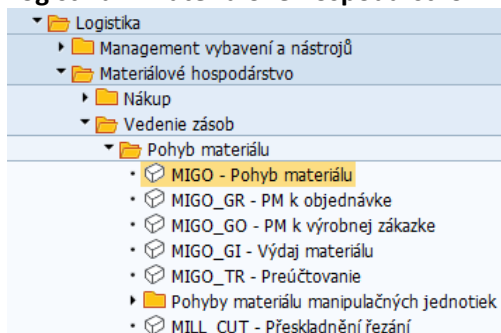 Logistika
Management vybavení a nástrojů
Materiálové hospodárstvo
Nákup
Vedenie zásob
Pohyb materiálu
MIGO - Pohyb materiálu
MIGO_GR - PM k objednávke
MIGO_GO - PM k výrobnej zákazke
MIGO_GI - Výdaj materiálu
MIGO_TR - Preúčtovanie
Pohyby materiálu manipulačných jednotiek
MILL_CUT - Přeskladnění řezání